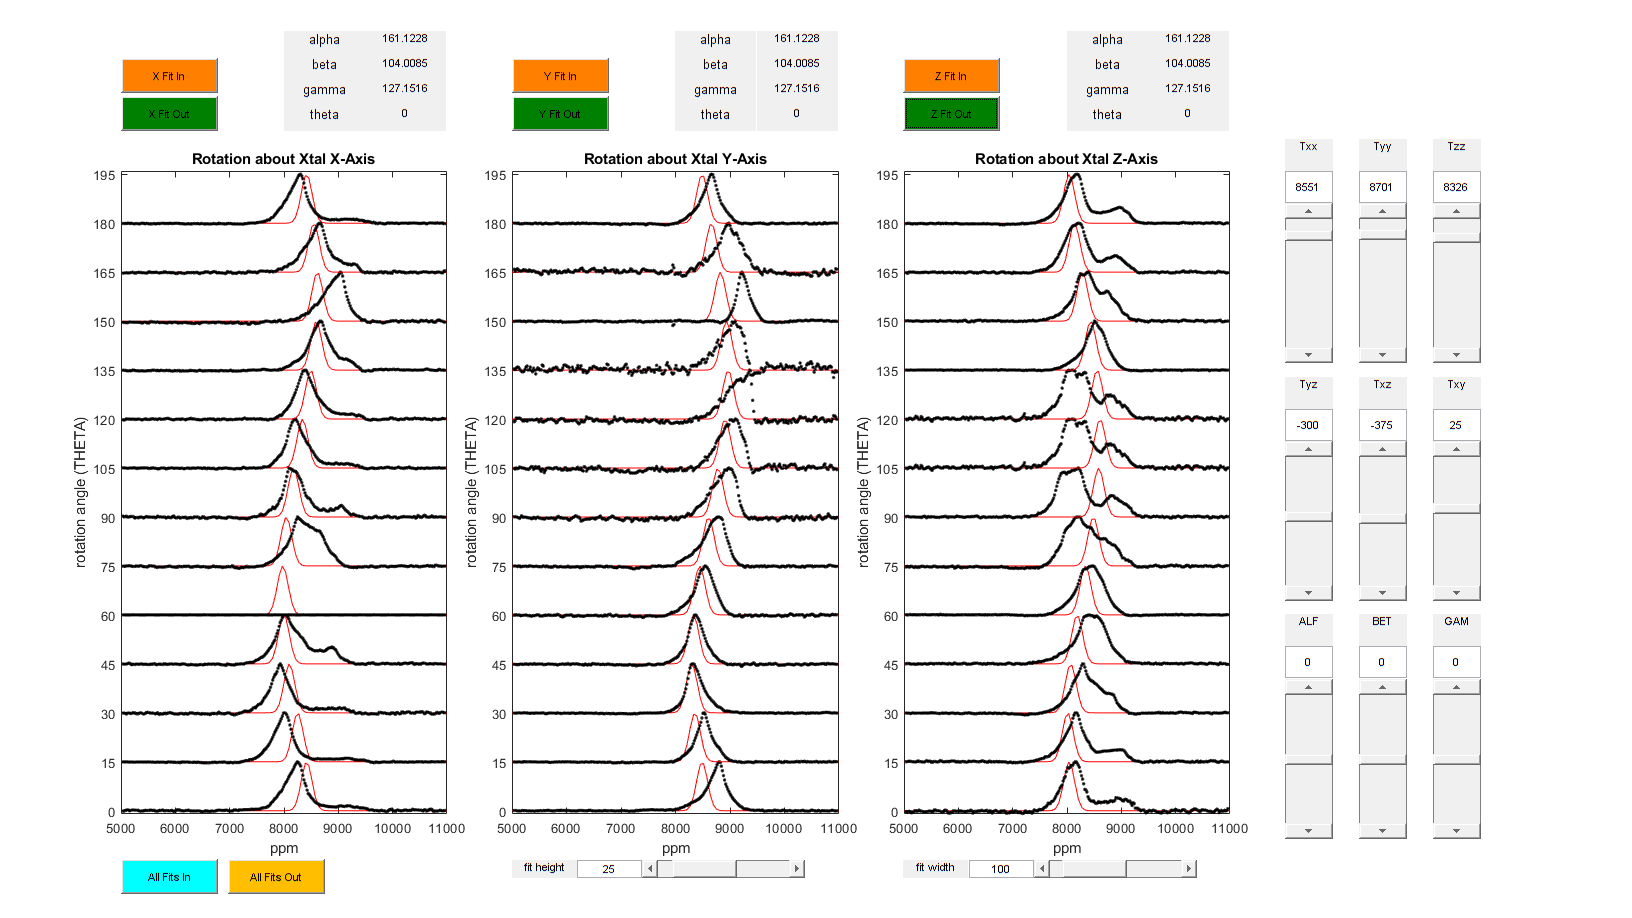 alpha 161.1228
beta 104.0085
gamma 127.1516
theta 0
X Fit In
X Fit Out
alpha 161.1228
beta 104.0085
gamma 127.1516
theta 0
Y Fit In
Y Fit Out
alpha 161.1228
beta 104.0085
gamma 127.1516
theta 0
Z Fit In
Z Fit Out
Rotation about Xtal X-Axis
195
180
165
150
135
120
105
90
75
60
45
30
15
0
rotation angle (THETA)
5000 6000 7000 8000 9000 10000 11000
ppm
Rotation about Xtal Y-Axis
195
180
165
150
135
120
105
90
75
60
45
30
15
0
rotation angle (THETA)
5000 6000 7000 8000 9000 10000 11000
ppm
Rotation about Xtal Z-Axis
195
180
165
150
135
120
105
90
75
60
45
30
15
0
rotation angle (THETA)
5000 6000 7000 8000 9000 10000 11000
ppm
Txx Tyy Tzz
8551 8701 8326
Tyz Txz Txy
-300 -375 25
ALF BET GAM
0 0 0
All Fits In
All Fits Out
fit height 25
fit width 100